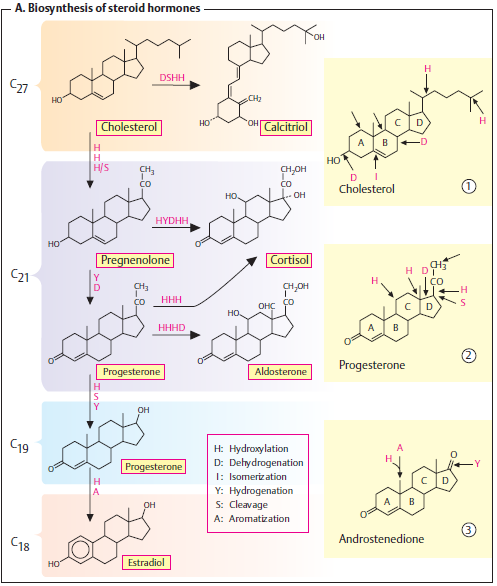 A. Biosynthesis of steroid hormones
C27
HO
DSHH
OH
CH2
HO
OH
Cholesterol
Calcitriol
H
H
H/S
C21
CH3
CO
HO
HYDHH
CH2OH
CO
OH
HO
O
Pregnenolone
Cortisol
Y
D
CH3
CO
O
HHH
HHHD
CH2OH
OHC
CO
HO
O
Progesterone
Aldosterone
H
S
Y
C19
OH
O
Progesterone
H
A
C18
OH
HO
Estradiol
H: Hydroxylation
D: Dehydrogenation
I: Isomerization
Y: Hydrogenation
S: Cleavage
A: Aromatization
H
H
C
D
A
B
D
HO
D
I
Cholesterol
1
CH3
H
H
D
CO
H
S
C
D
A
B
O
Progesterone
2
A
H
O
Y
C
D
A
B
O
Androstenedione
3